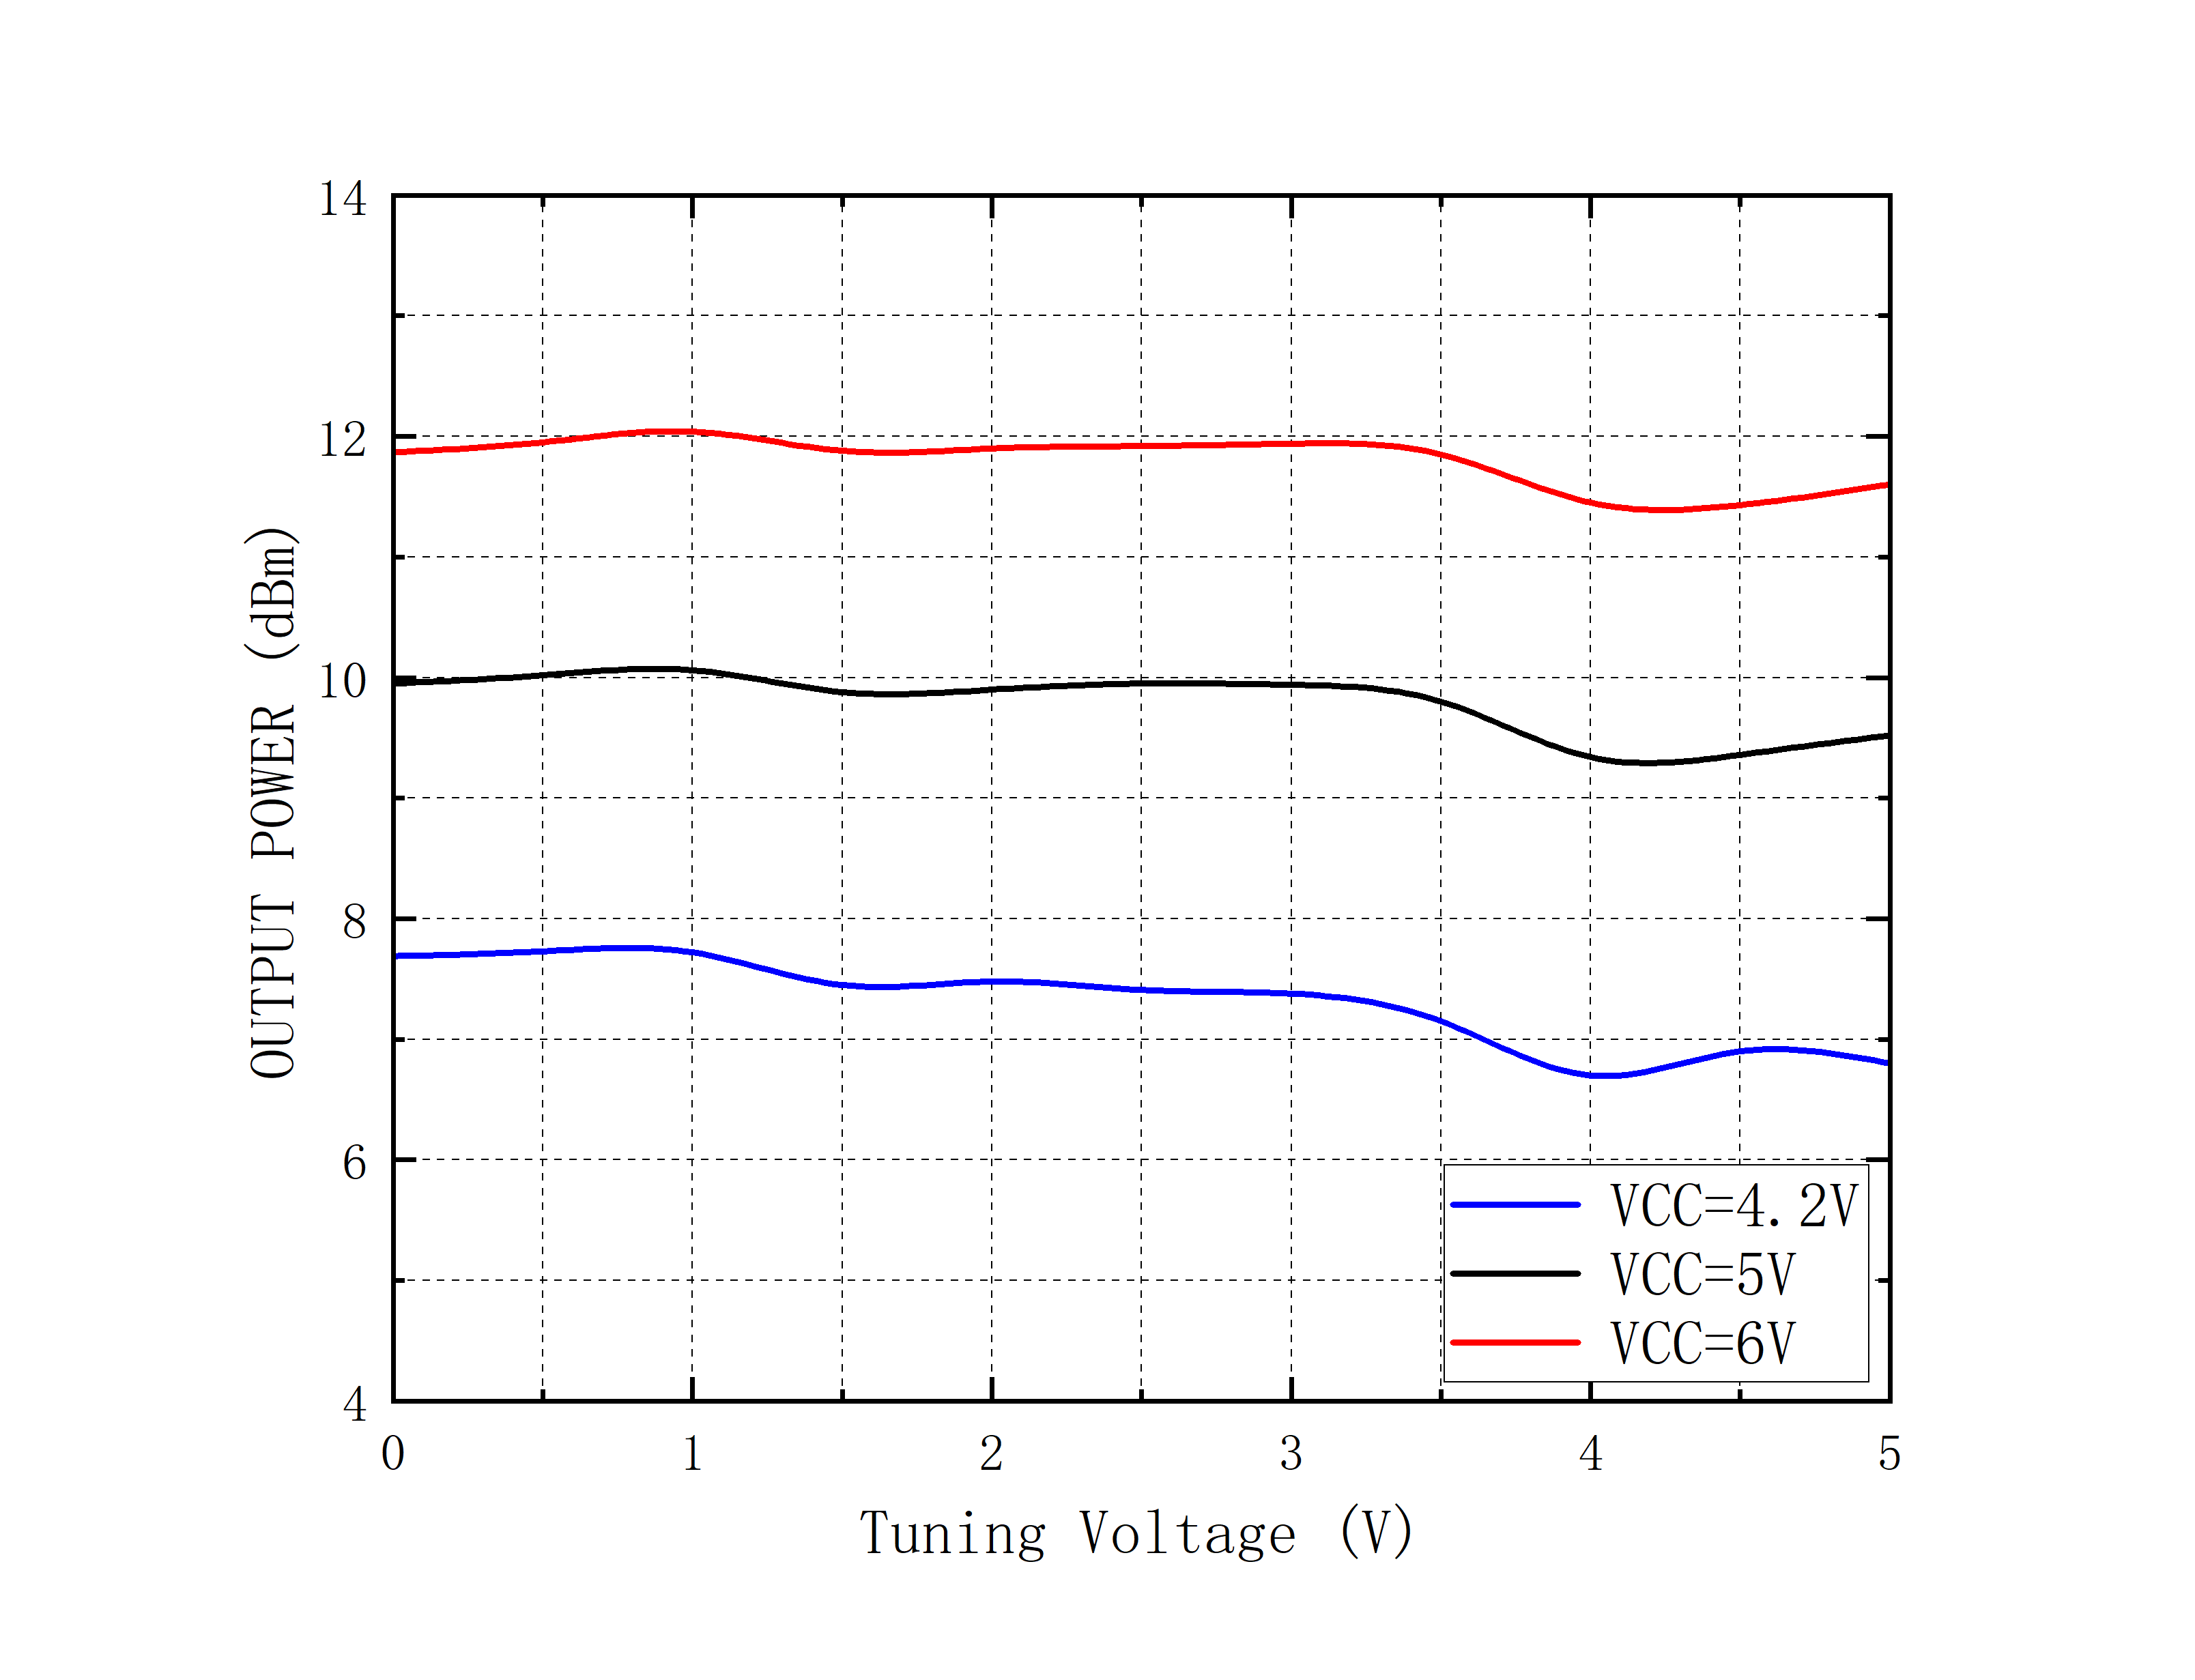 14
12
10
8
6
4
OUTPUT POWER (dBm)
VCC=4.2V
VCC=5V
VCC=6V
0 1 2 3 4 5
Tuning Voltage (V)